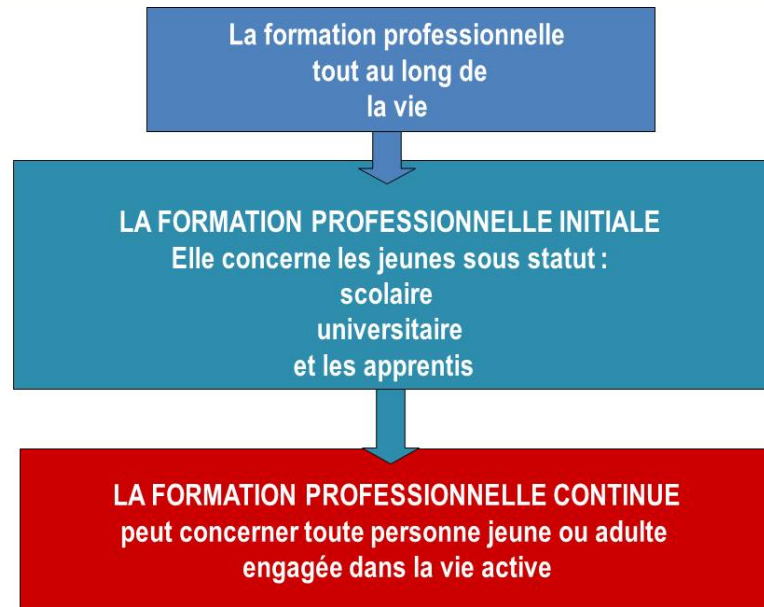 La formation professionnelle
tout au long de
la vie
LA FORMATION PROFESSIONNELLE INITIALE
Elle concerne les jeunes sous statut :
scolaire
universitaire
et les apprentis
LA FORMATION PROFESSIONNELLE CONTINUE
peut concerner toute personne jeune ou adulte
engagée dans la vie active